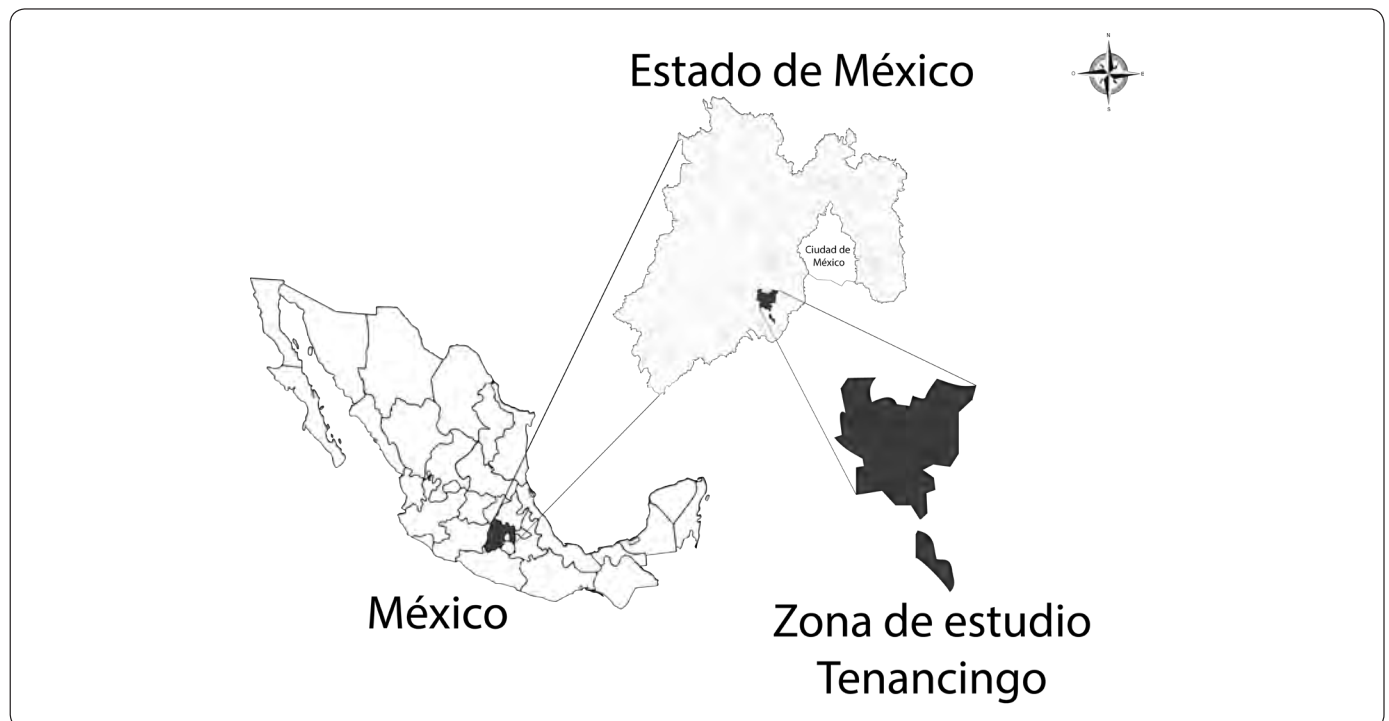 Estado de México
N
O
E
S
Ciudad de
México
México
Zona de estudio
Tenancingo